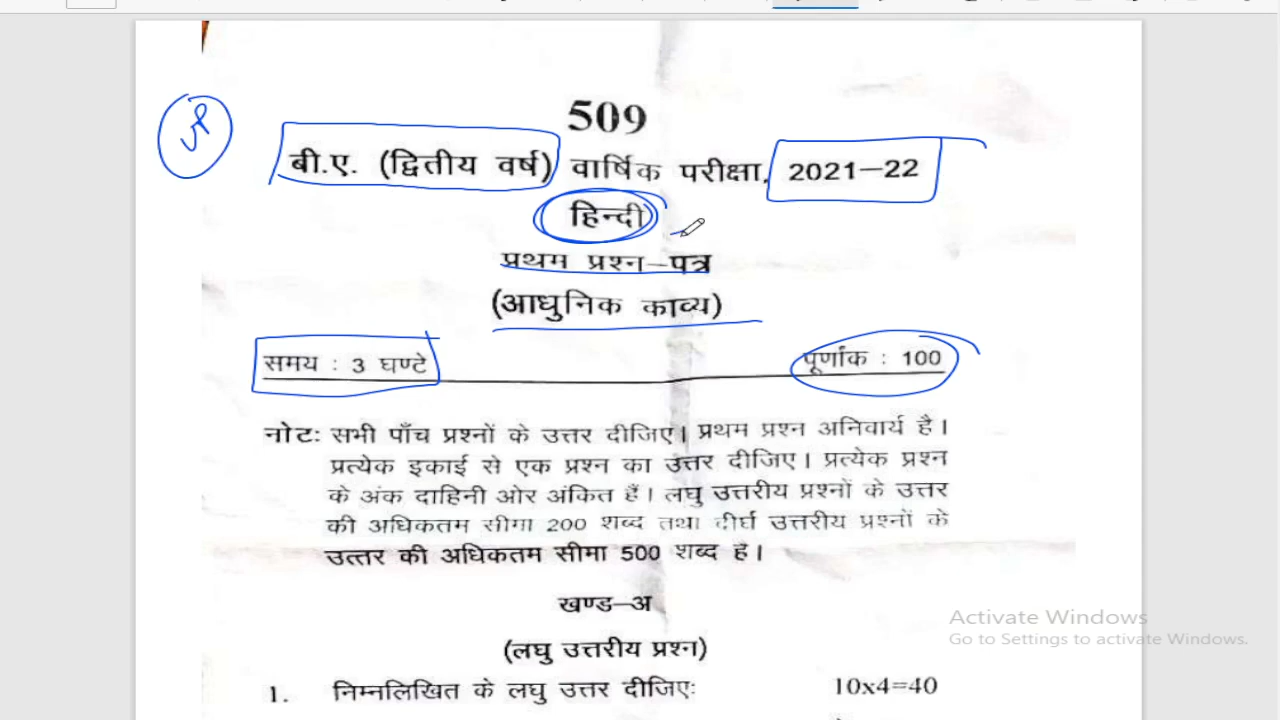 509
बी.ए. (द्वितीय वर्ष) वार्षिक परीक्षा, 2021–22
हिन्दी
प्रथम प्रश्न–पत्र
(आधुनिक काव्य)
समय : 3 घण्टे
पूर्णांक : 100
नोटः सभी पाँच प्रश्नों के उत्तर दीजिए। प्रथम प्रश्न अनिवार्य है।
प्रत्येक इकाई से एक प्रश्न का उत्तर दीजिए। प्रत्येक प्रश्न
के अंक दाहिनी ओर अंकित हैं। लघु उत्तरीय प्रश्नों के उत्तर
की अधिकतम सीमा 200 शब्द तथा दीर्घ उत्तरीय प्रश्नों के
उत्तर की अधिकतम सीमा 500 शब्द है।
खण्ड–अ
(लघु उत्तरीय प्रश्न)
1. निम्नलिखित के लघु उत्तर दीजिएः 10x4=40
Activate Windows
Go to Settings to activate Windows.